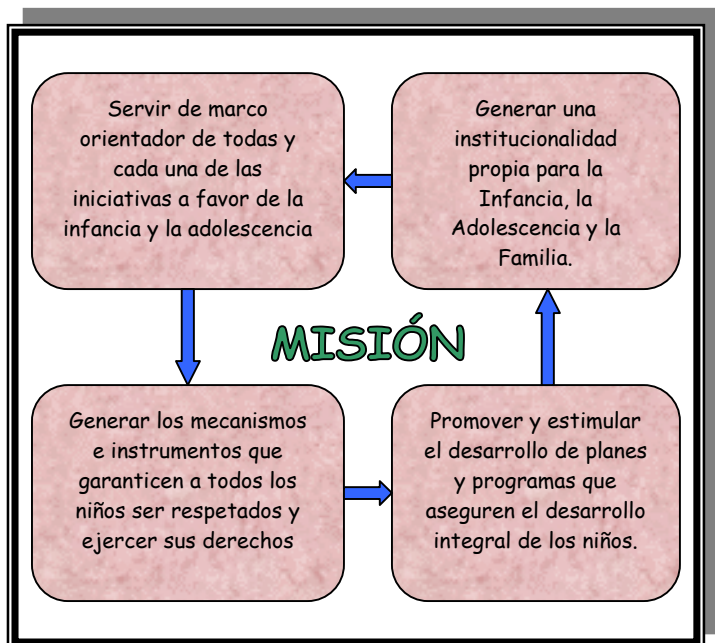 Servir de marco
orientador de todas y
cada una de las
iniciativas a favor de la
infancia y la adolescencia
Generar una
institucionalidad
propia para la
Infancia, la
Adolescencia y la
Familia.
MISIÓN
Generar los mecanismos
e instrumentos que
garanticen a todos los
niños ser respetados y
ejercer sus derechos
Promover y estimular
el desarrollo de planes
y programas que
aseguren el desarrollo
integral de los niños.